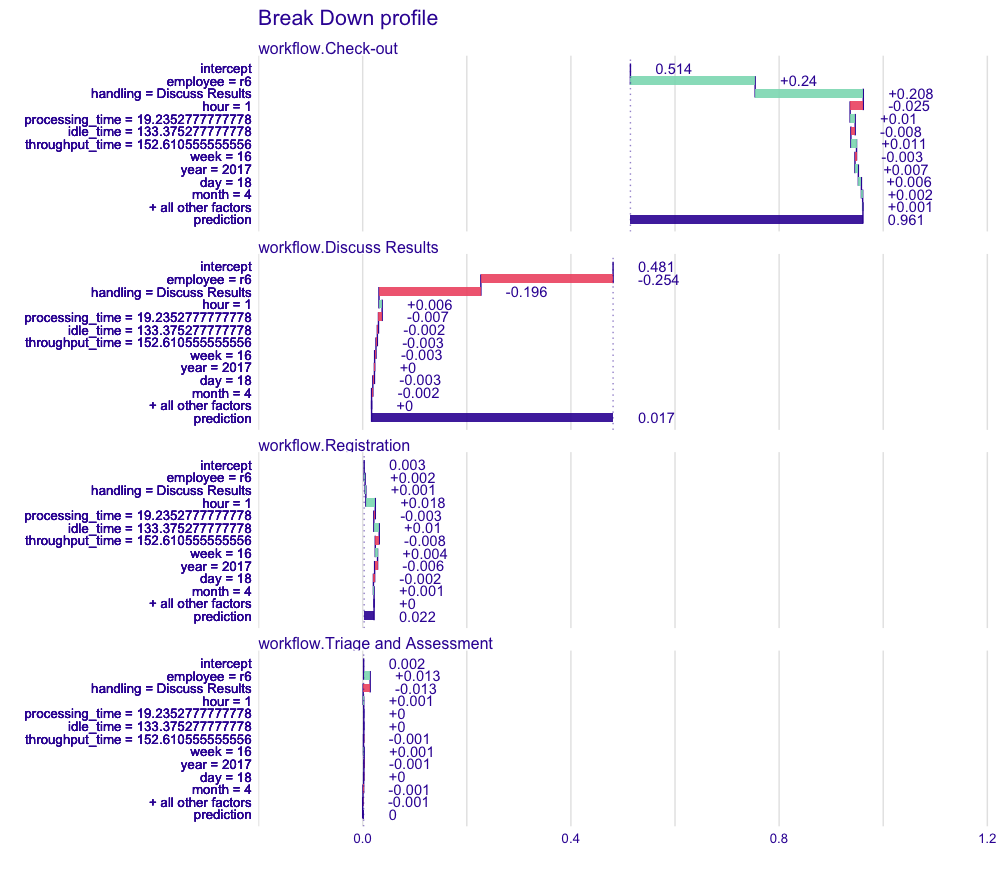 Break Down profile
workflow.Check-out
intercept 0.514
employee = r6 +0.24
handling = Discuss Results +0.208
hour = 1 -0.025
processing_time = 19.2352777777778 +0.01
idle_time = 133.375277777778 -0.008
throughput_time = 152.610555555556 +0.011
week = 16 -0.003
year = 2017 +0.007
day = 18 +0.006
month = 4 +0.002
+ all other factors +0.001
prediction 0.961
workflow.Discuss Results
intercept 0.481
employee = r6 -0.254
handling = Discuss Results -0.196
hour = 1 +0.006
processing_time = 19.2352777777778 -0.007
idle_time = 133.375277777778 -0.002
throughput_time = 152.610555555556 -0.003
week = 16 -0.003
year = 2017 +0
day = 18 -0.003
month = 4 -0.002
+ all other factors +0
prediction 0.017
workflow.Registration
intercept 0.003
employee = r6 +0.002
handling = Discuss Results +0.001
hour = 1 +0.018
processing_time = 19.2352777777778 -0.003
idle_time = 133.375277777778 +0.01
throughput_time = 152.610555555556 -0.008
week = 16 +0.004
year = 2017 -0.006
day = 18 -0.002
month = 4 +0.001
+ all other factors +0
prediction 0.022
workflow.Triage and Assessment
intercept 0.002
employee = r6 +0.013
handling = Discuss Results -0.013
hour = 1 +0.001
processing_time = 19.2352777777778 +0
idle_time = 133.375277777778 +0
throughput_time = 152.610555555556 -0.001
week = 16 +0.001
year = 2017 -0.001
day = 18 +0
month = 4 -0.001
+ all other factors -0.001
prediction 0
0.0 0.4 0.8 1.2